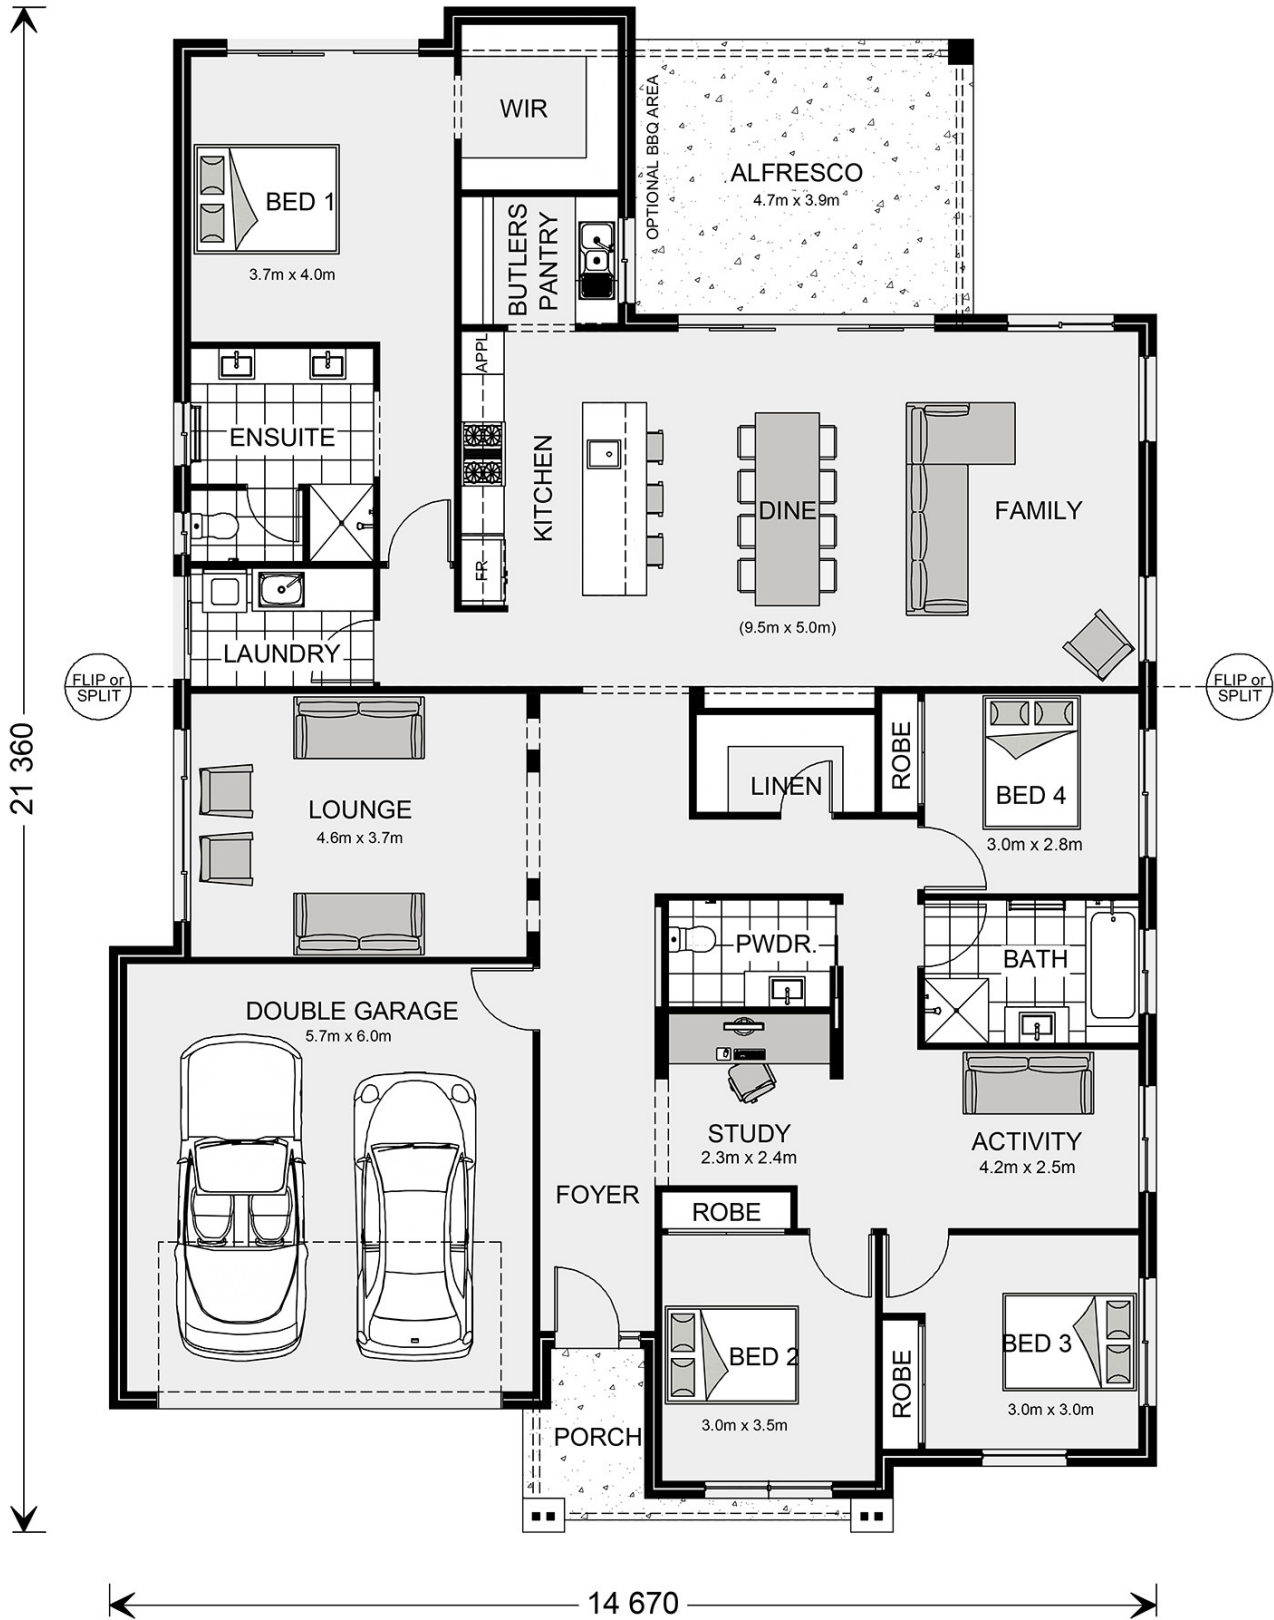 WIR
OPTIONAL BBQ AREA
ALFRESCO
4.7m x 3.9m
BED 1
3.7m x 4.0m
BUTLERS
PANTRY
APPL
ENSUITE
KITCHEN
DINE
FAMILY
FR
(9.5m x 5.0m)
LAUNDRY
FLIP or
SPLIT
FLIP or
SPLIT
21 360
LINEN
ROBE
BED 4
3.0m x 2.8m
LOUNGE
4.6m x 3.7m
PWDR.
BATH
DOUBLE GARAGE
5.7m x 6.0m
STUDY
2.3m x 2.4m
ACTIVITY
4.2m x 2.5m
FOYER
ROBE
BED 2
3.0m x 3.5m
ROBE
BED 3
3.0m x 3.0m
PORCH
14 670